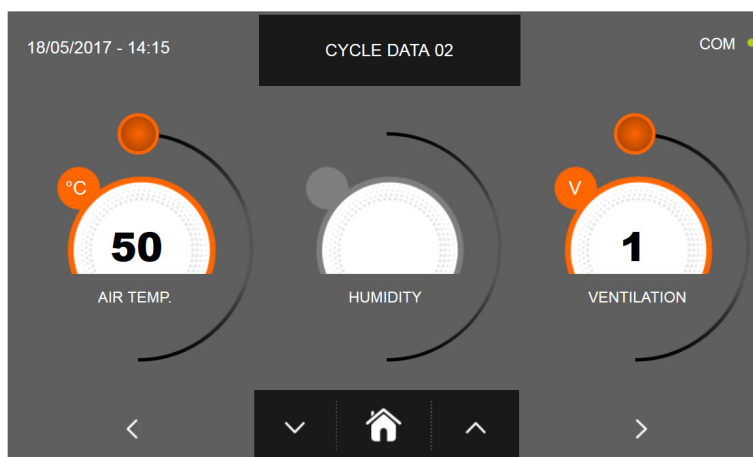 18/05/2017 - 14:15
CYCLE DATA 02
COM
°C
V
50
1
AIR TEMP.
HUMIDITY
VENTILATION